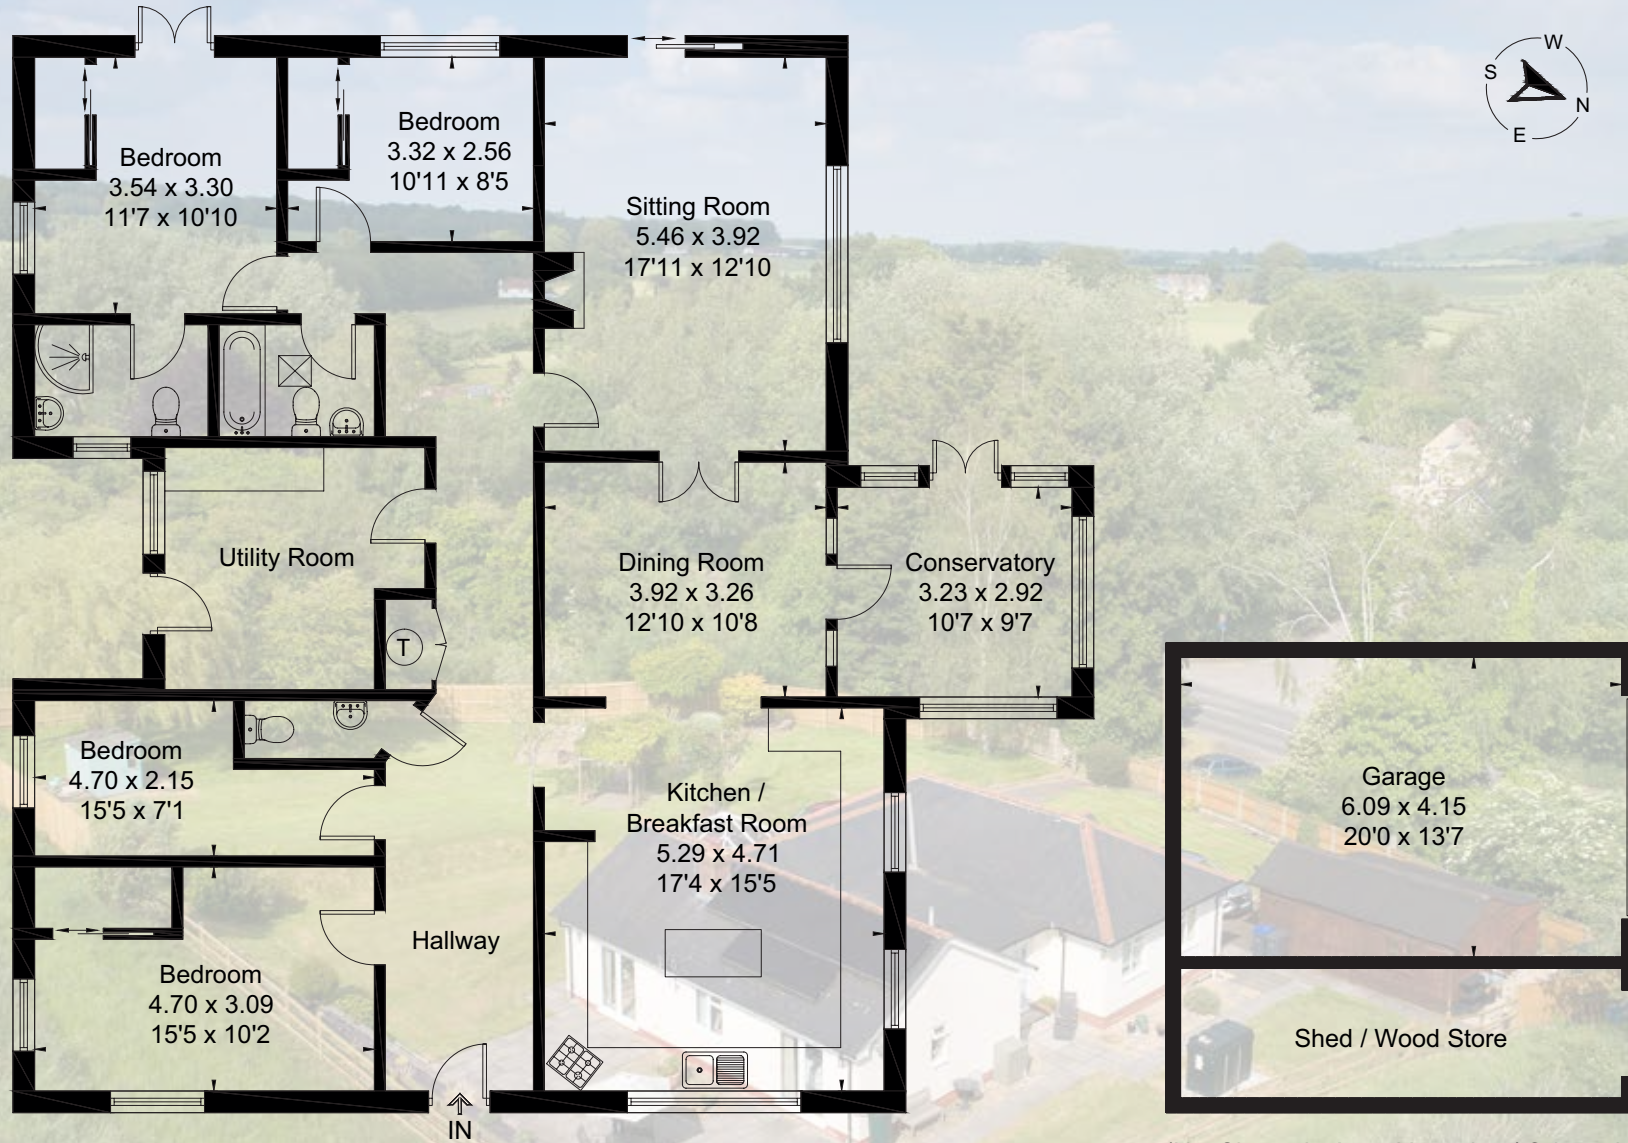 W
S
N
E
Bedroom
3.54 x 3.30
11'7 x 10'10
Bedroom
3.32 x 2.56
10'11 x 8'5
Sitting Room
5.46 x 3.92
17'11 x 12'10
Utility Room
Dining Room
3.92 x 3.26
12'10 x 10'8
Conservatory
3.23 x 2.92
10'7 x 9'7
T
Bedroom
4.70 x 2.15
15'5 x 7'1
Kitchen /
Breakfast Room
5.29 x 4.71
17'4 x 15'5
Garage
6.09 x 4.15
20'0 x 13'7
Hallway
Bedroom
4.70 x 3.09
15'5 x 10'2
Shed / Wood Store
IN